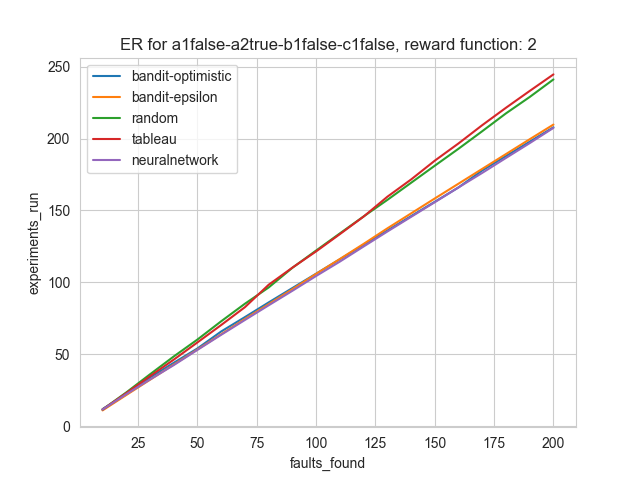 ER for a1false-a2true-b1false-c1false, reward function: 2
250
200
150
100
50
0
experiments_run
bandit-optimistic
bandit-epsilon
random
tableau
neuralnetwork
25 50 75 100 125 150 175 200
faults_found